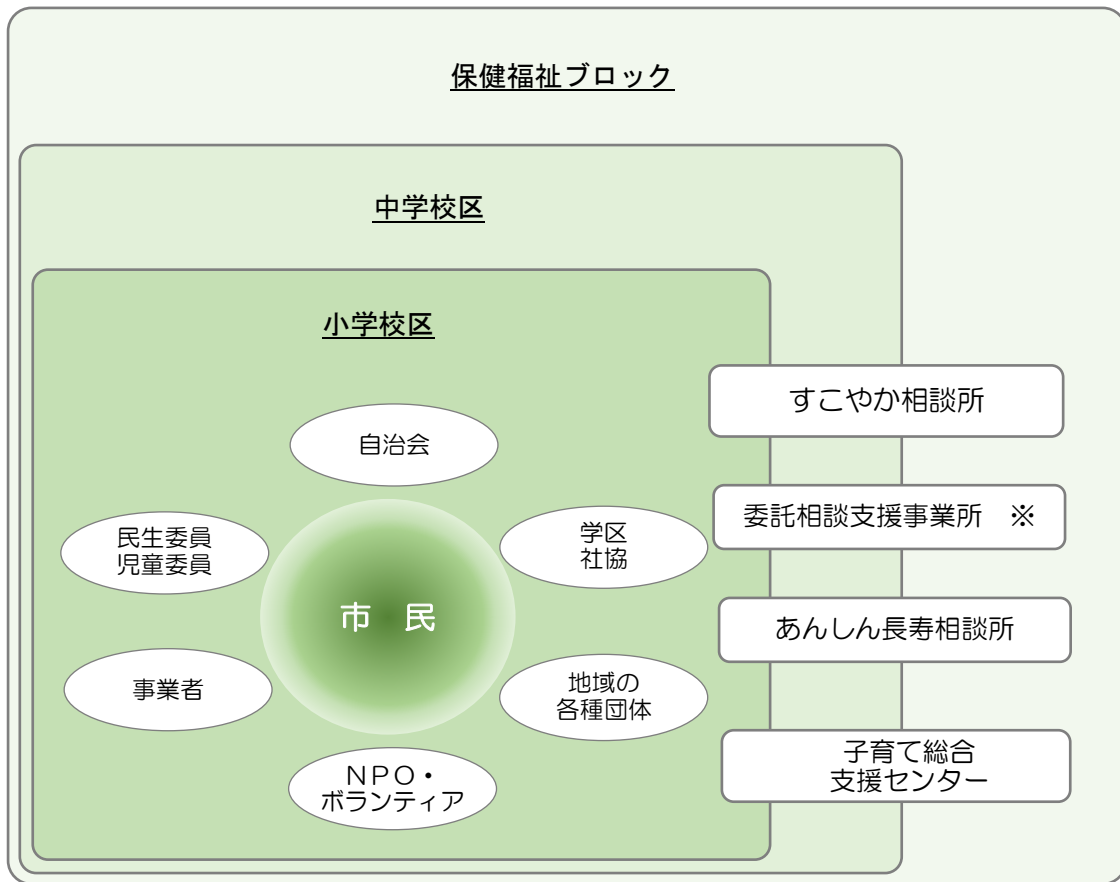 保健福祉ブロック
中学校区
小学校区
自治会
民生委員
児童委員
学区
社協
市　民
事業者
地域の
各種団体
ＮＰＯ・
ボランティア
すこやか相談所
委託相談支援事業所　※
あんしん長寿相談所
子育て総合
支援センター